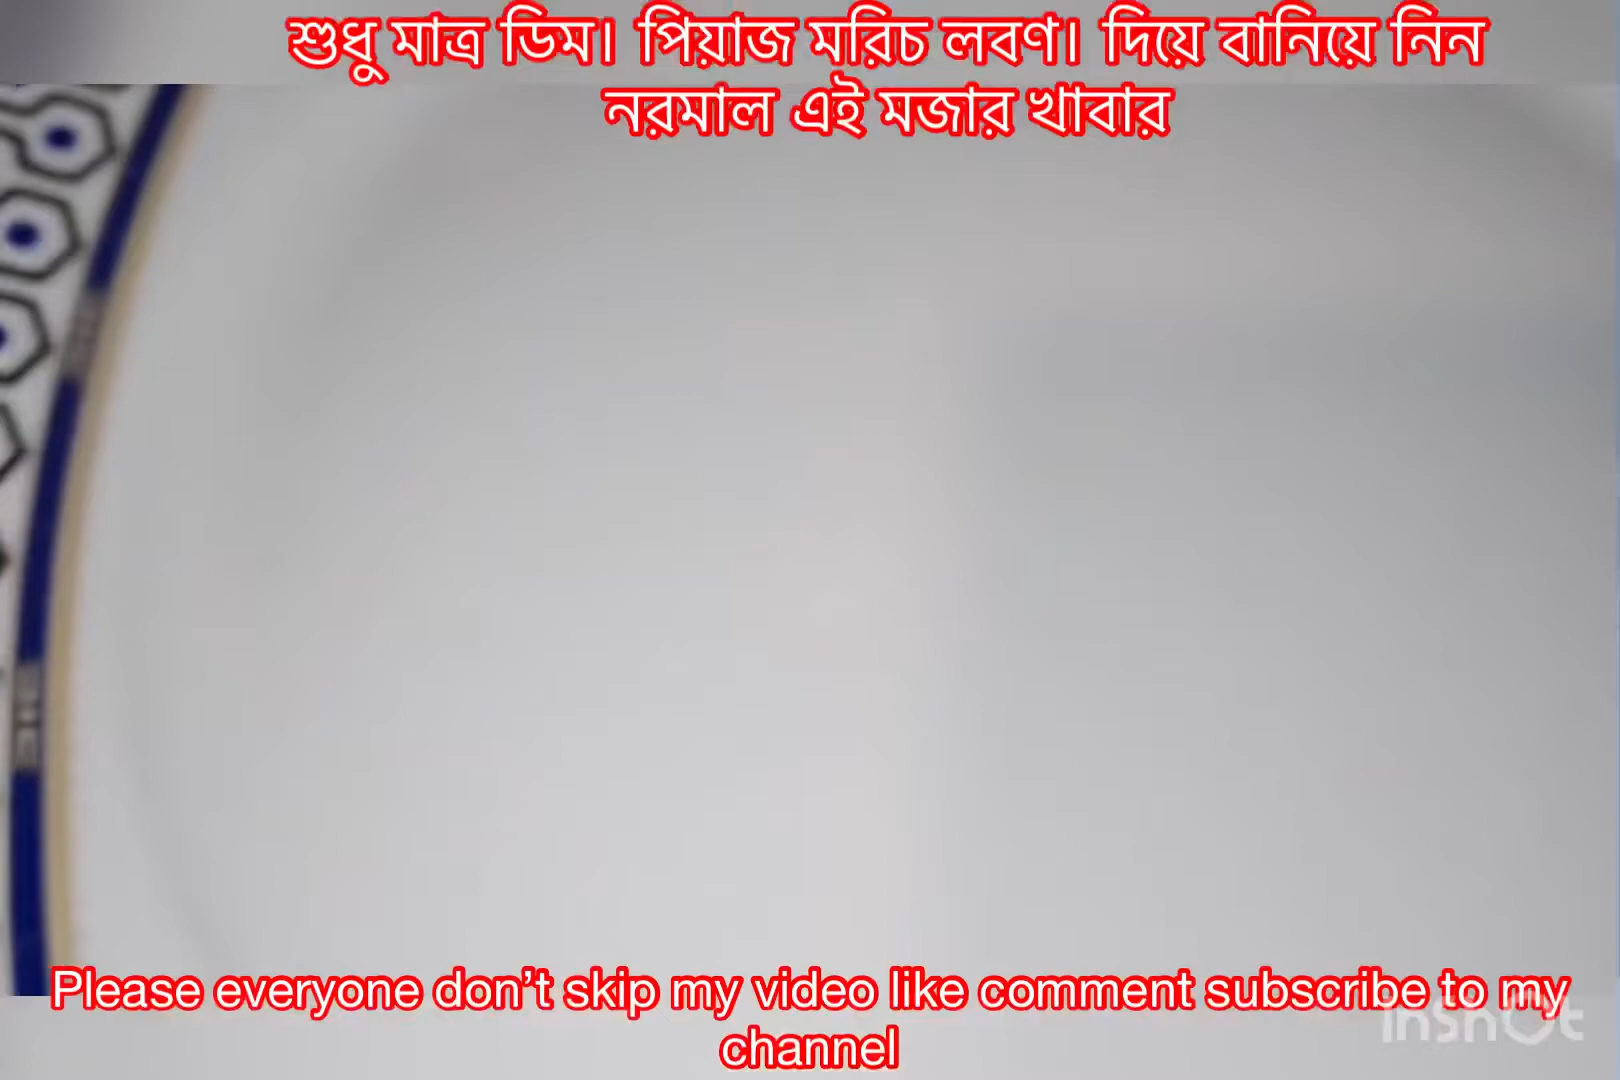 শুধু মাত্র ডিম। পিয়াজ মরিচ লবণ। দিয়ে বানিয়ে নিন
নরমাল এই মজার খাবার
Please everyone don’t skip my video like comment subscribe to my
channel
InShOt